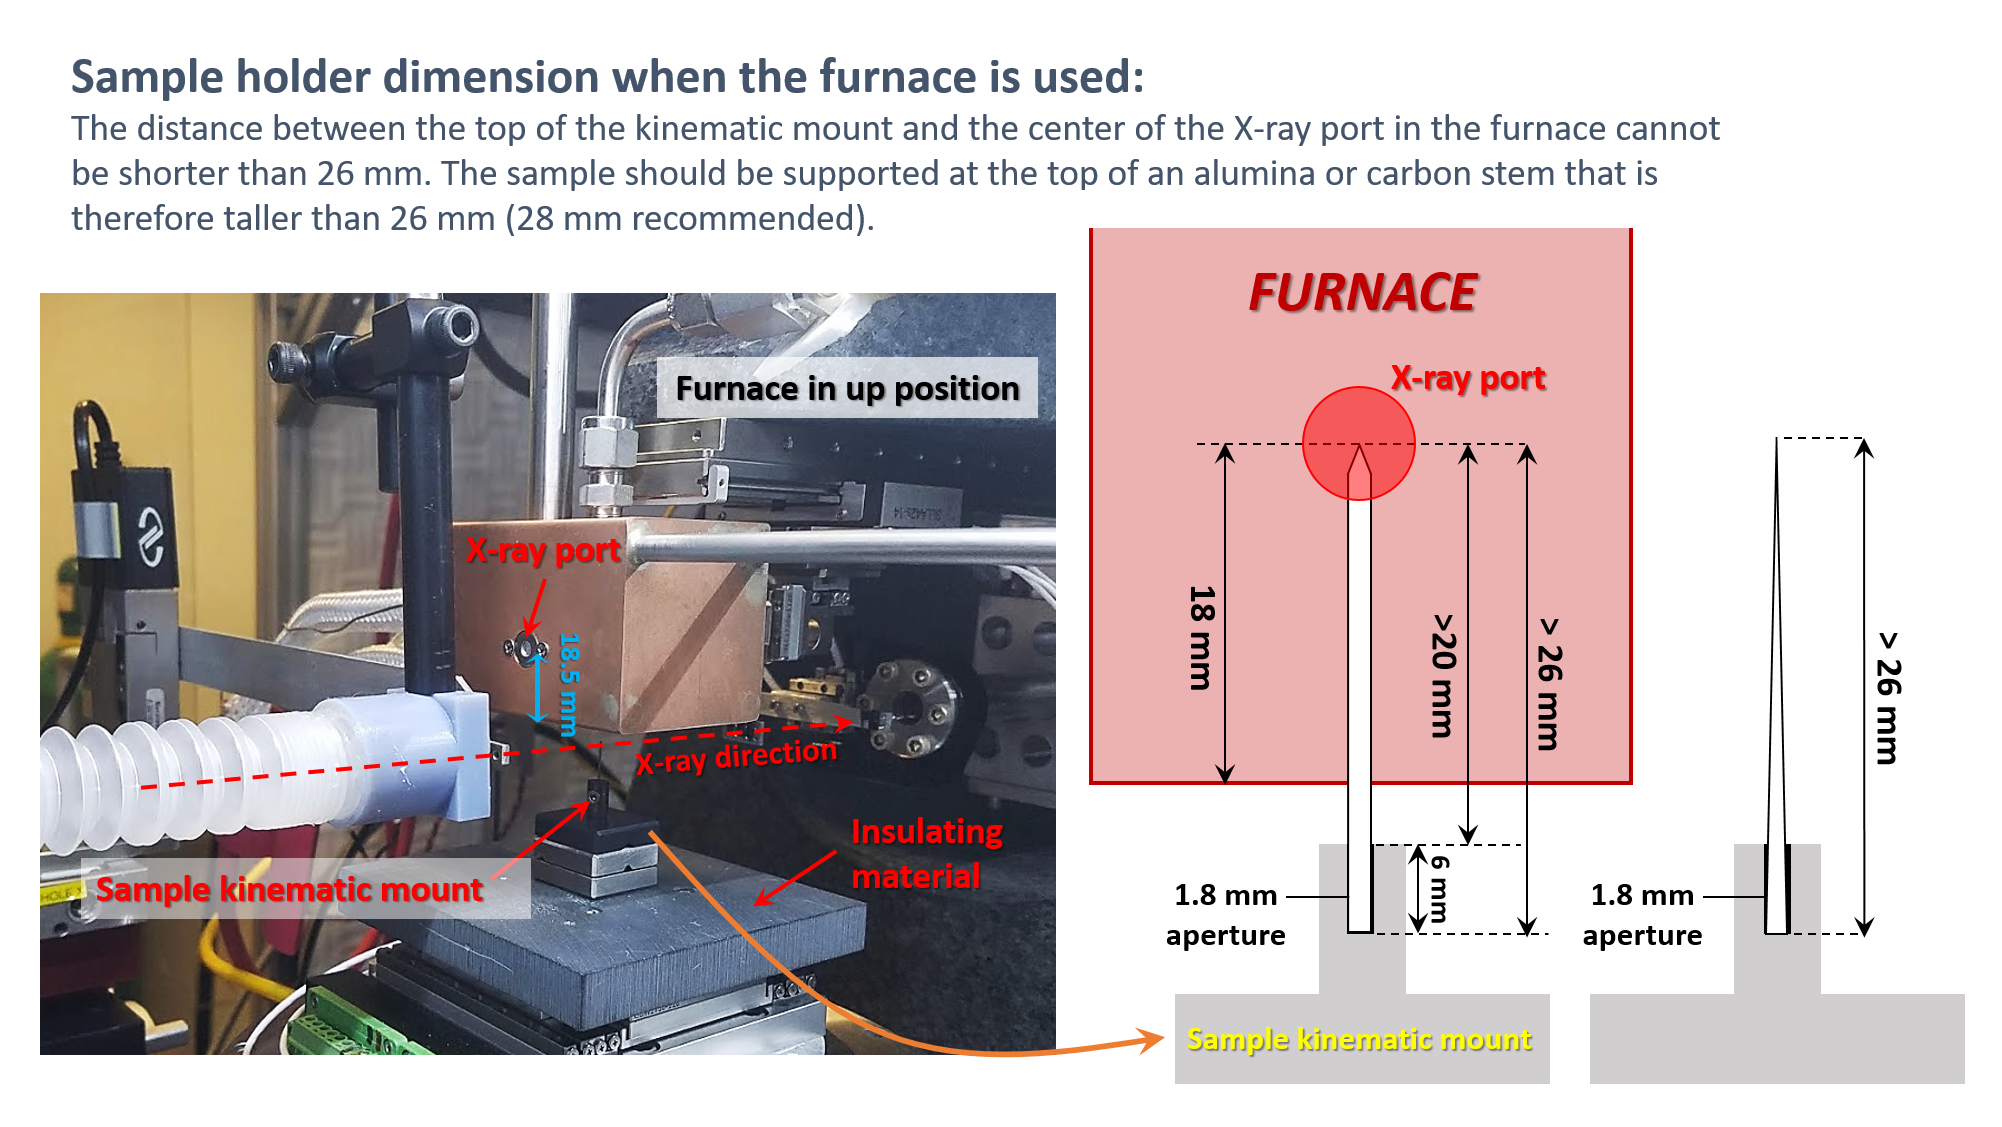 Sample holder dimension when the furnace is used:
The distance between the top of the kinematic mount and the center of the X-ray port in the furnace cannot
be shorter than 26 mm. The sample should be supported at the top of an alumina or carbon stem that is
therefore taller than 26 mm (28 mm recommended).
FURNACE
X-ray port
Furnace in up position
X-ray port
18.5 mm
X-ray direction
Insulating
material
Sample kinematic mount
18 mm
>20 mm
> 26 mm
> 26 mm
6 mm
1.8 mm
aperture
1.8 mm
aperture
Sample kinematic mount